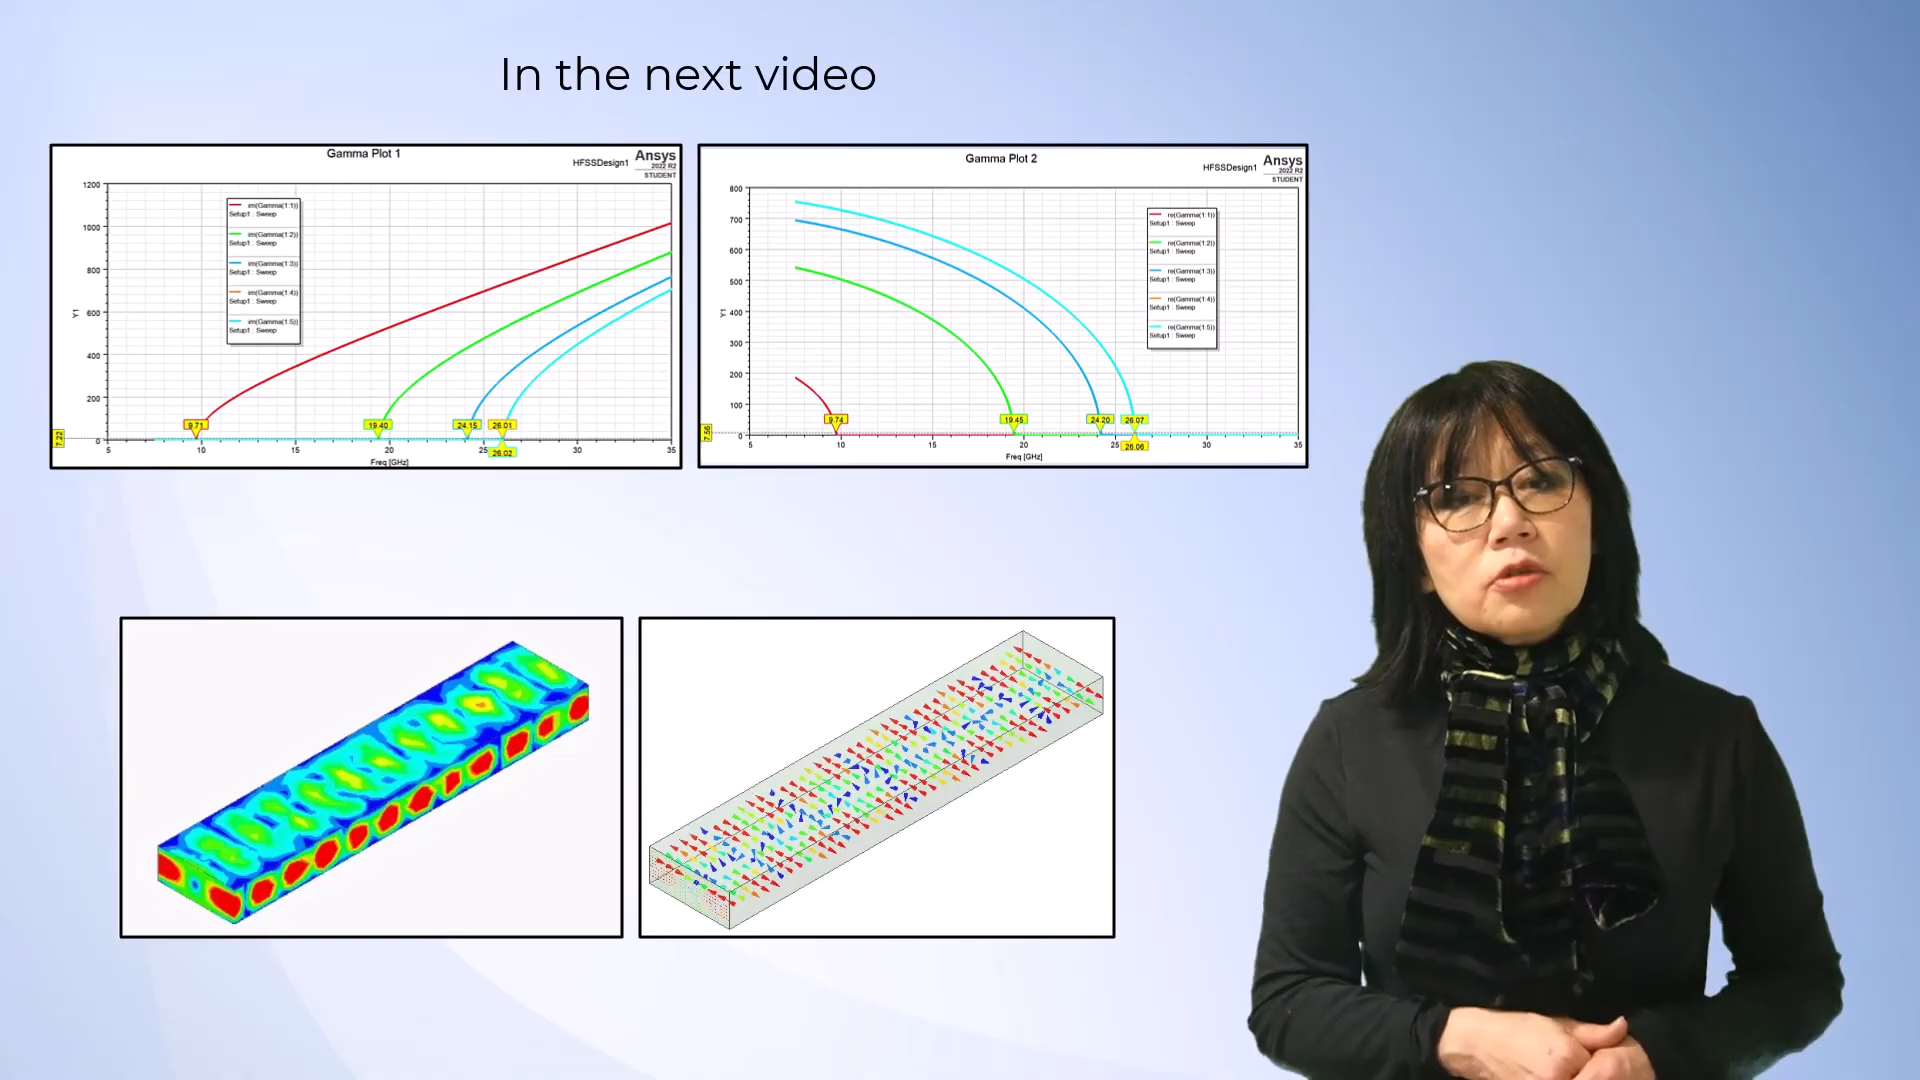 In the next video
Gamma Plot 1
HFSSDesign1
Ansys
2022 R2
STUDENT
1200
1000
800
600
400
200
0
Y1
im(Gamma(1:1))
Setup1 : Sweep
im(Gamma(1:2))
Setup1 : Sweep
im(Gamma(1:3))
Setup1 : Sweep
im(Gamma(1:4))
Setup1 : Sweep
im(Gamma(1:5))
Setup1 : Sweep
7.22
9.71
19.40
24.15
26.01
26.02
5
10
15
20
25
30
35
Freq [GHz]
Gamma Plot 2
HFSSDesign1
Ansys
2022 R2
STUDENT
800
700
600
500
400
300
200
100
0
Y1
re(Gamma(1:1))
Setup1 : Sweep
re(Gamma(1:2))
Setup1 : Sweep
re(Gamma(1:3))
Setup1 : Sweep
re(Gamma(1:4))
Setup1 : Sweep
re(Gamma(1:5))
Setup1 : Sweep
9.74
19.45
24.20
26.07
26.06
5
10
15
20
25
30
35
Freq [GHz]